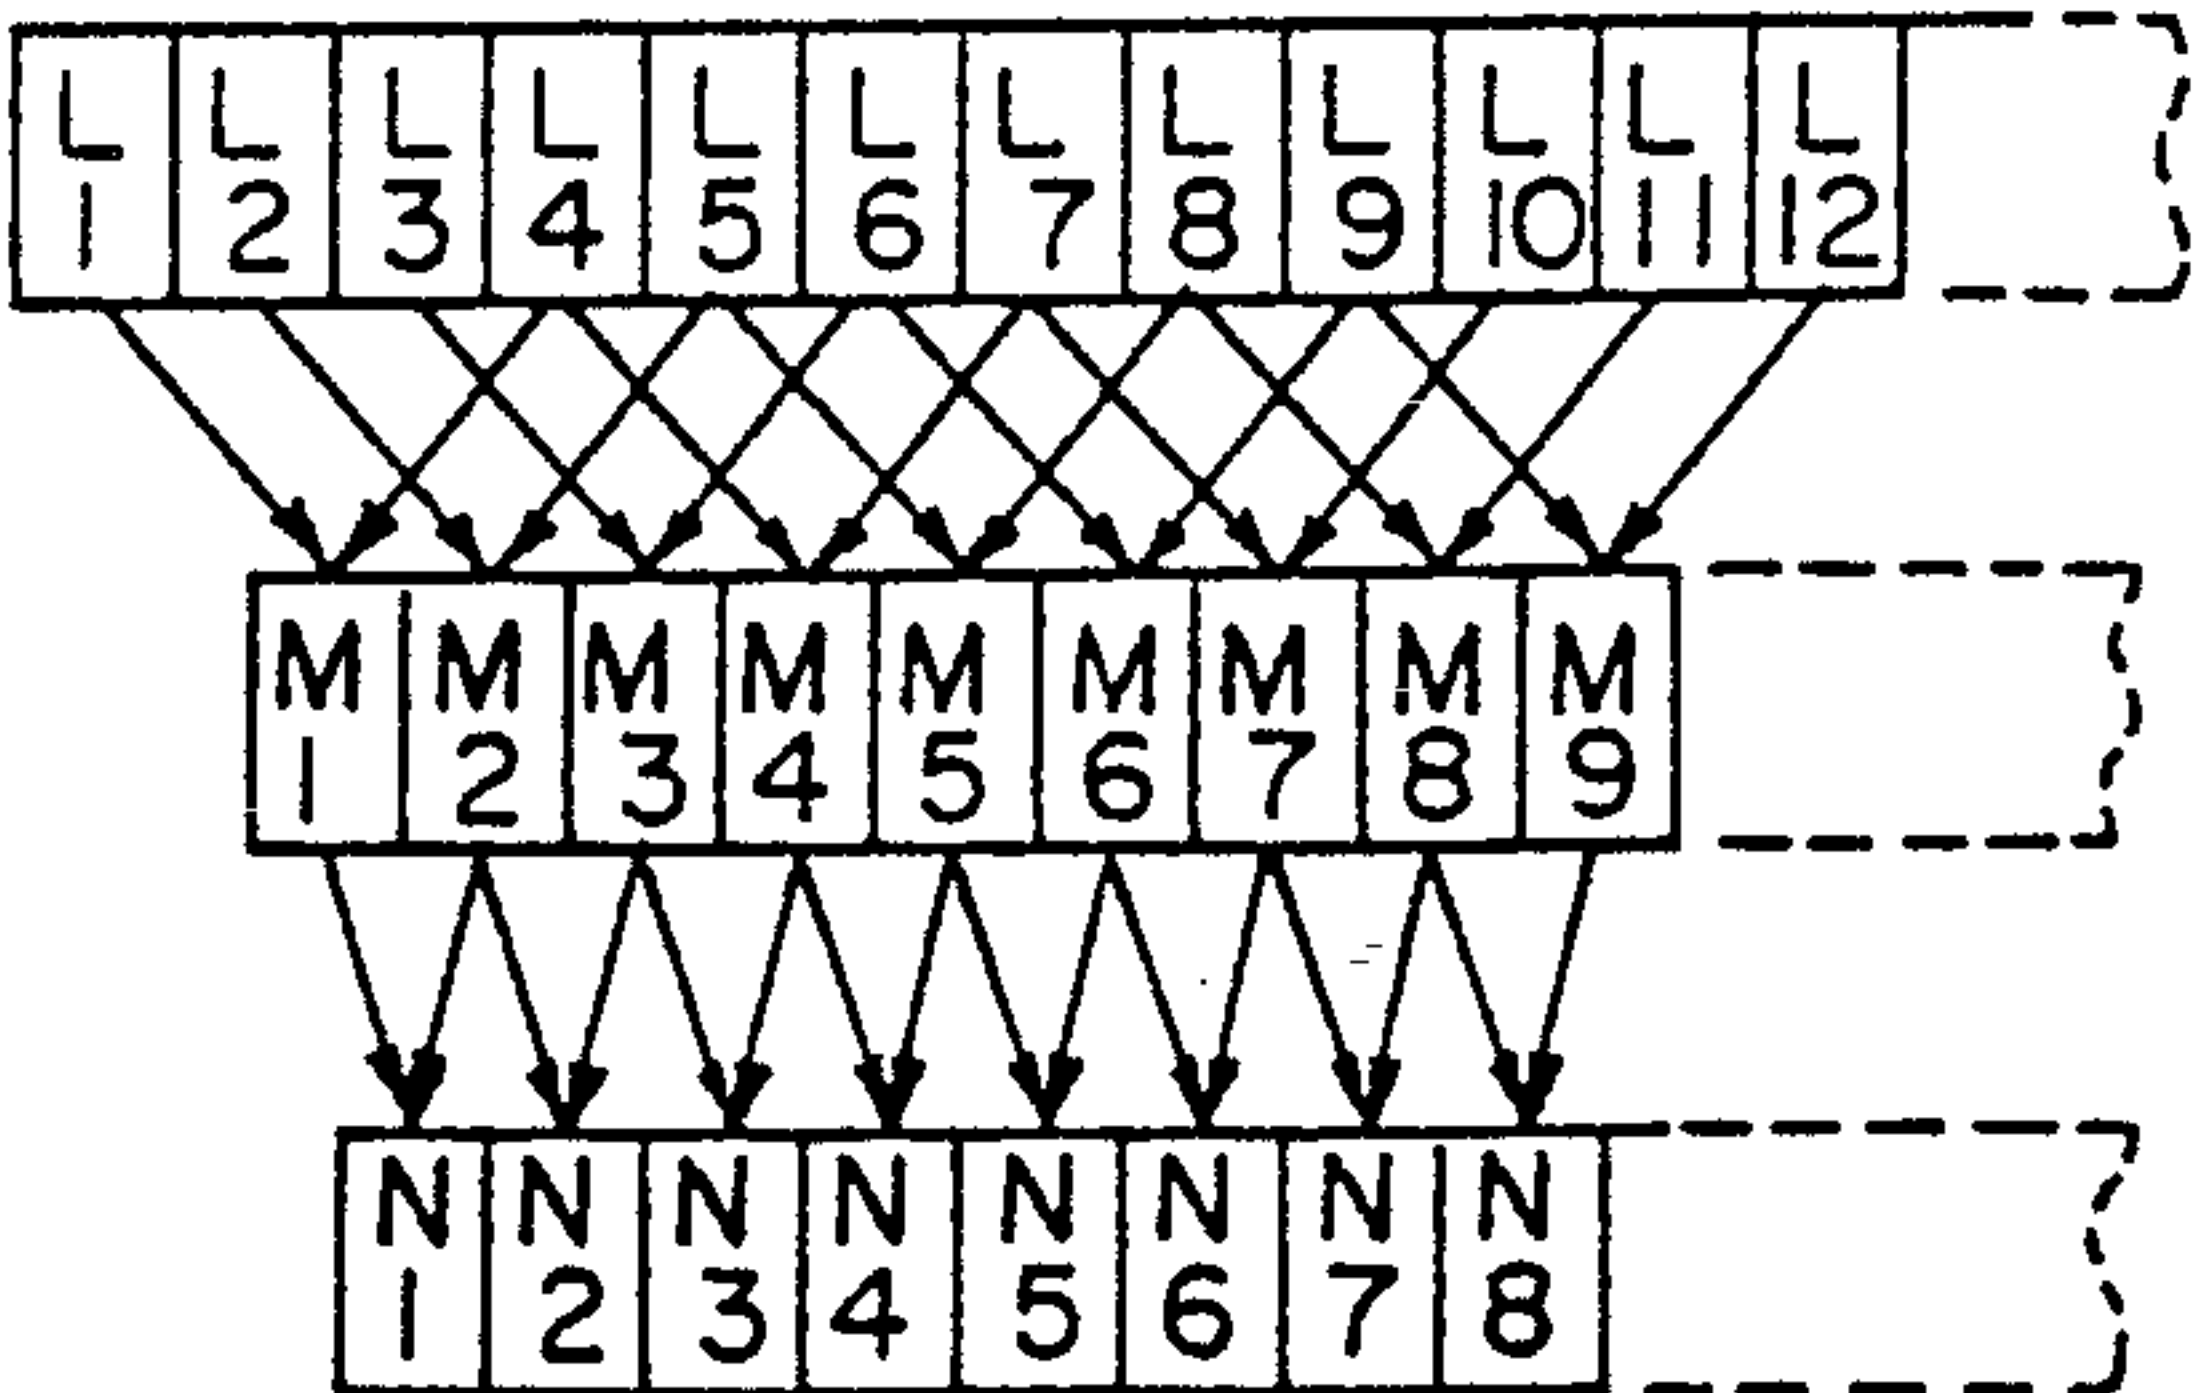 L L L L L L L L L L L L
1 2 3 4 5 6 7 8 9 10 11 12
M M M M M M M M M
1 2 3 4 5 6 7 8 9
N N N N N N N N
1 2 3 4 5 6 7 8